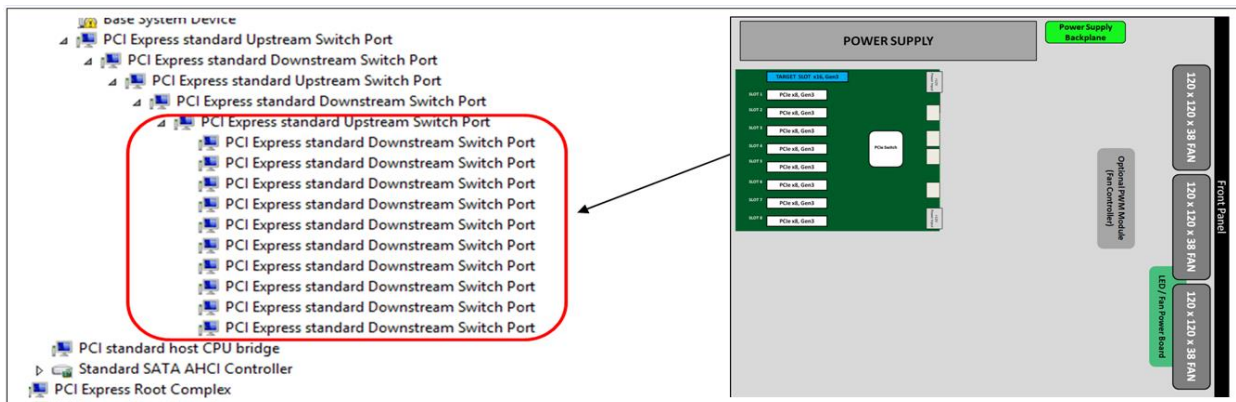 Base System Device
PCI Express standard Upstream Switch Port
PCI Express standard Downstream Switch Port
PCI Express standard Upstream Switch Port
PCI Express standard Downstream Switch Port
PCI Express standard Upstream Switch Port
PCI Express standard Downstream Switch Port
PCI Express standard Downstream Switch Port
PCI Express standard Downstream Switch Port
PCI Express standard Downstream Switch Port
PCI Express standard Downstream Switch Port
PCI Express standard Downstream Switch Port
PCI Express standard Downstream Switch Port
PCI Express standard Downstream Switch Port
PCI Express standard Downstream Switch Port
PCI Express standard Downstream Switch Port
PCI standard host CPU bridge
Standard SATA AHCI Controller
PCI Express Root Complex
POWER SUPPLY
Power Supply
Backplane
TARGET SLOT x16, Gen3
SLOT 1 PCIe x8, Gen3
SLOT 2 PCIe x8, Gen3
SLOT 3 PCIe x8, Gen3
SLOT 4 PCIe x8, Gen3
SLOT 5 PCIe x8, Gen3
SLOT 6 PCIe x8, Gen3
SLOT 7 PCIe x8, Gen3
SLOT 8 PCIe x8, Gen3
PCIe Switch
Optional PWM Module
(Fan Controller)
LED / Fan Power Board
120 x 120 x 38 FAN
120 x 120 x 38 FAN
120 x 120 x 38 FAN
Front Panel